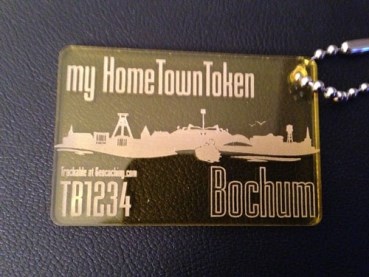 my HomeTownToken
Trackable at Geocaching.com
TB1234
Bochum